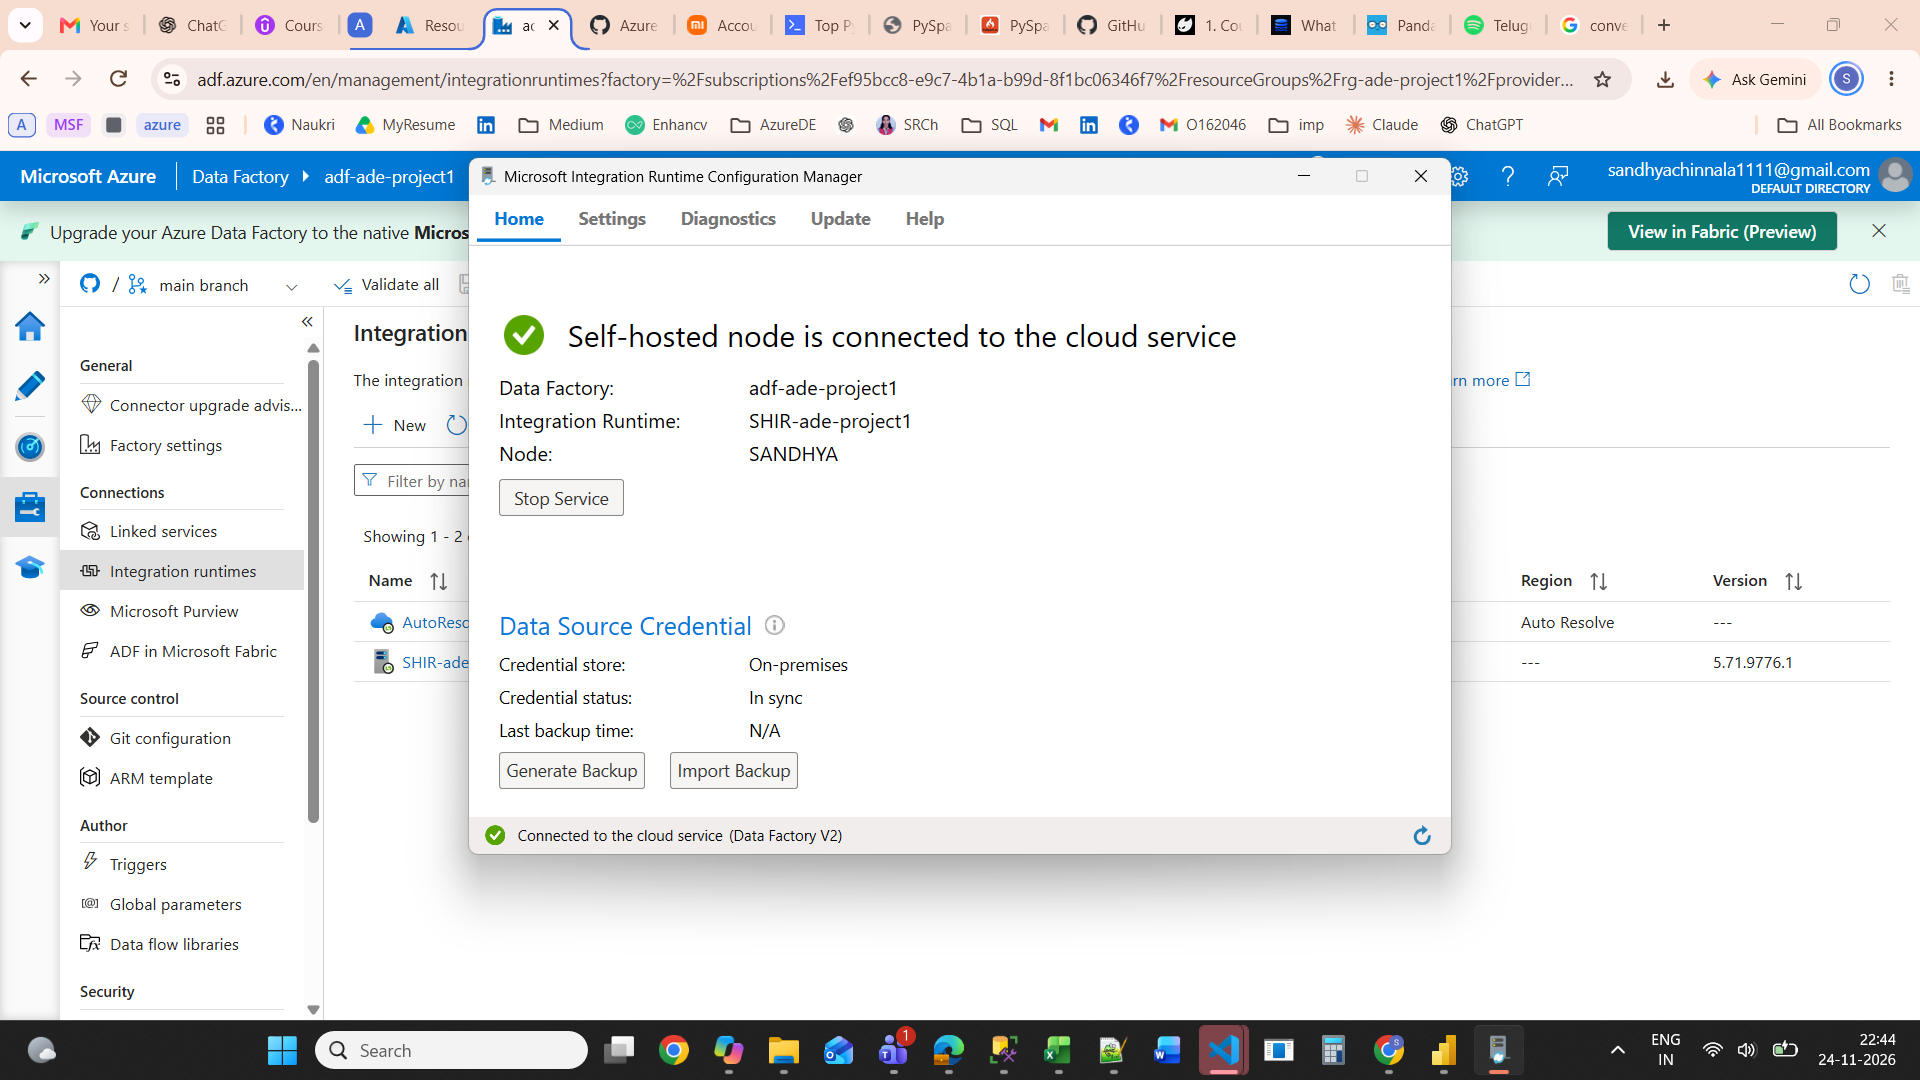 Your s
ChatG
Cours
A
Resou
ad
Azure
Accou
Top Py
PySpa
PySpa
GitHu
1. Cou
What
Panda
Telug
conve
adf.azure.com/en/management/integrationruntimes?factory=%2Fsubscriptions%2Fef95bcc8-e9c7-4b1a-b99d-8f1bc06346f7%2FresourceGroups%2Frg-ade-project1%2Fprovider...
Ask Gemini
S
A
MSF
azure
Naukri
MyResume
Medium
Enhancv
AzureDE
SRCh
SQL
O162046
imp
Claude
ChatGPT
All Bookmarks
Microsoft Azure
Data Factory
adf-ade-project1
sandhyachinnala1111@gmail.com
DEFAULT DIRECTORY
Upgrade your Azure Data Factory to the native Micros
View in Fabric (Preview)
/ main branch
Validate all
General
Connector upgrade advis...
Factory settings
Connections
Linked services
Integration runtimes
Microsoft Purview
ADF in Microsoft Fabric
Source control
Git configuration
ARM template
Author
Triggers
Global parameters
Data flow libraries
Security
Integration
The integration
rn more
New
Filter by nam
Showing 1 - 2
Name
Region
Version
AutoReso
Auto Resolve
---
SHIR-ade
---
5.71.9776.1
Microsoft Integration Runtime Configuration Manager
Home
Settings
Diagnostics
Update
Help
Self-hosted node is connected to the cloud service
Data Factory: adf-ade-project1
Integration Runtime: SHIR-ade-project1
Node: SANDHYA
Stop Service
Data Source Credential
Credential store: On-premises
Credential status: In sync
Last backup time: N/A
Generate Backup
Import Backup
Connected to the cloud service (Data Factory V2)
Search
1
ENG
IN
22:44
24-11-2026